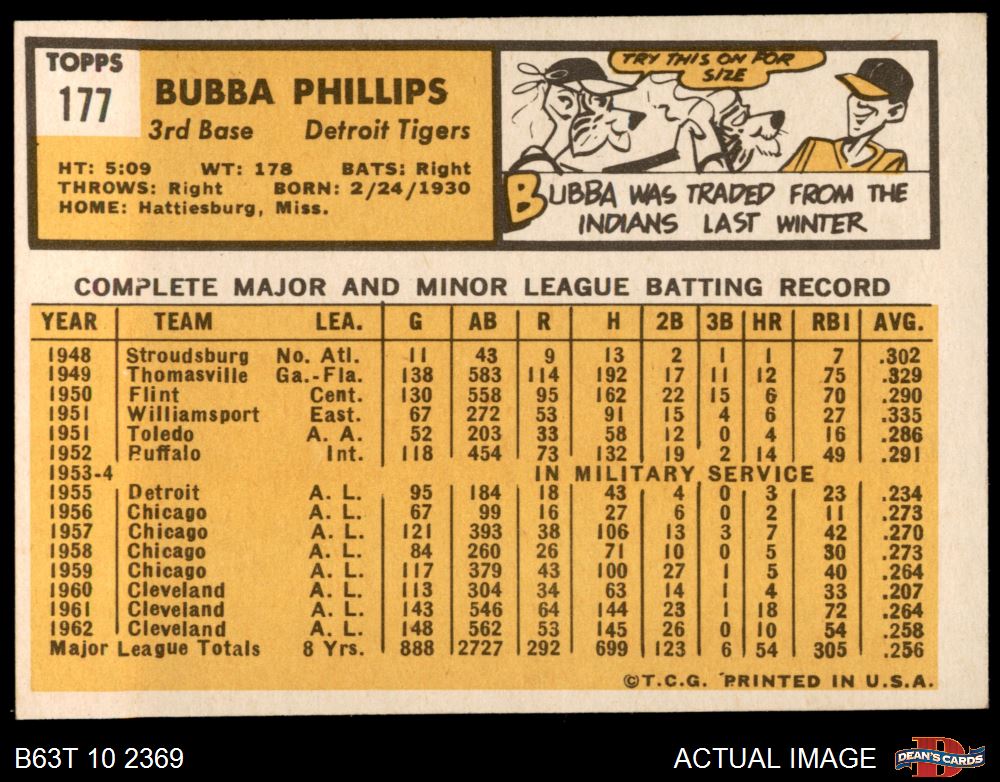 TOPPS
177
BUBBA PHILLIPS
3rd Base Detroit Tigers
HT: 5:09 WT: 178 BATS: Right
THROWS: Right BORN: 2/24/1930
HOME: Hattiesburg, Miss.
TRY THIS ON FOR
SIZE
BUBBA WAS TRADED FROM THE
INDIANS LAST WINTER
COMPLETE MAJOR AND MINOR LEAGUE BATTING RECORD
YEAR TEAM LEA. G AB R H 2B 3B HR RBI AVG.
1948 Stroudsburg No. Atl. 11 43 9 13 2 1 1 7 .302
1949 Thomasville Ga.-Fla. 138 583 114 192 17 11 12 75 .329
1950 Flint Cent. 130 558 95 162 22 15 6 70 .290
1951 Williamsport East. 67 272 53 91 15 4 6 27 .335
1951 Toledo A. A. 52 203 33 58 12 0 4 16 .286
1952 Buffalo Int. 118 454 73 132 19 2 14 49 .291
1953-4 IN MILITARY SERVICE
1955 Detroit A. L. 95 184 18 43 4 0 3 23 .234
1956 Chicago A. L. 67 99 16 27 6 0 2 11 .273
1957 Chicago A. L. 121 393 38 106 13 3 7 42 .270
1958 Chicago A. L. 84 260 26 71 10 0 5 30 .273
1959 Chicago A. L. 117 379 43 100 27 1 5 40 .264
1960 Cleveland A. L. 113 304 34 63 14 1 4 33 .207
1961 Cleveland A. L. 143 546 64 144 23 1 18 72 .264
1962 Cleveland A. L. 148 562 53 145 26 0 10 54 .258
Major League Totals 8 Yrs. 888 2727 292 699 123 6 54 305 .256
©T.C.G. PRINTED IN U.S.A.
B63T 10 2369
ACTUAL IMAGE
D
DEAN'S CARDS